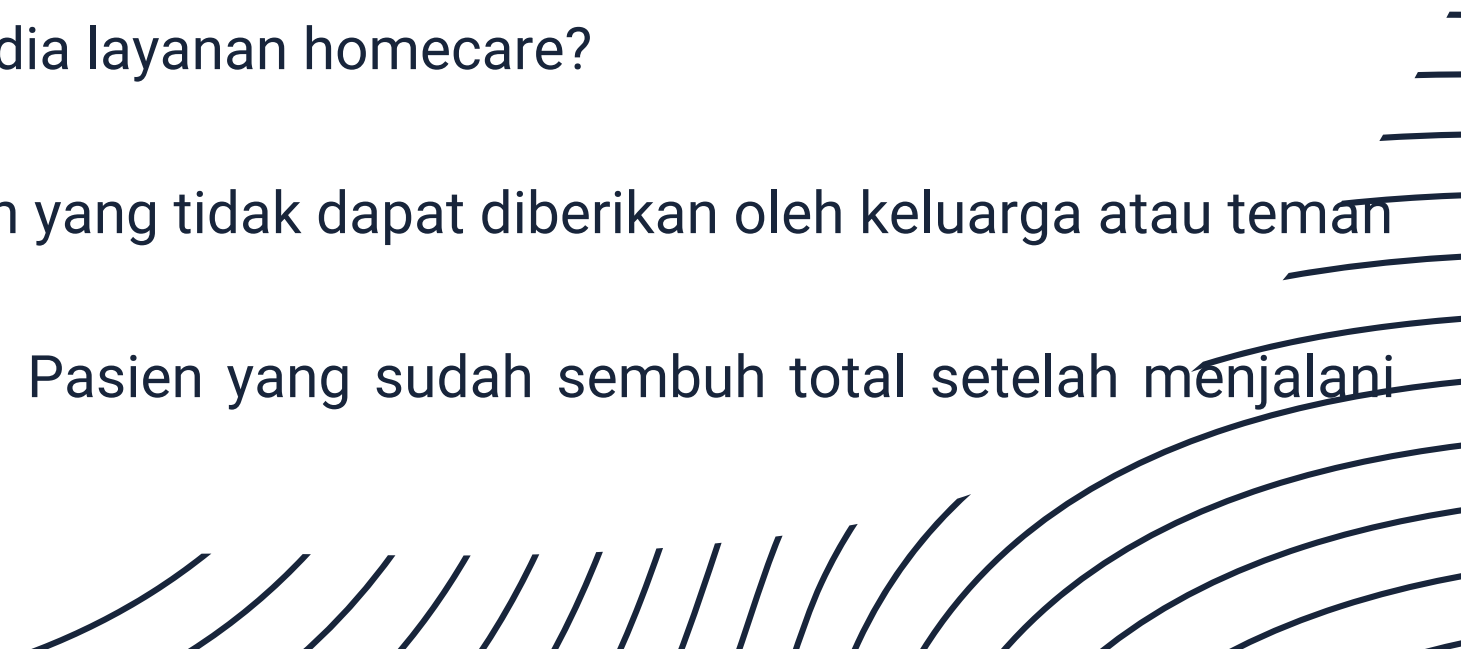 dia layanan homecare?
yang tidak dapat diberikan oleh keluarga atau teman
Pasien yang sudah sembuh total setelah menjalani